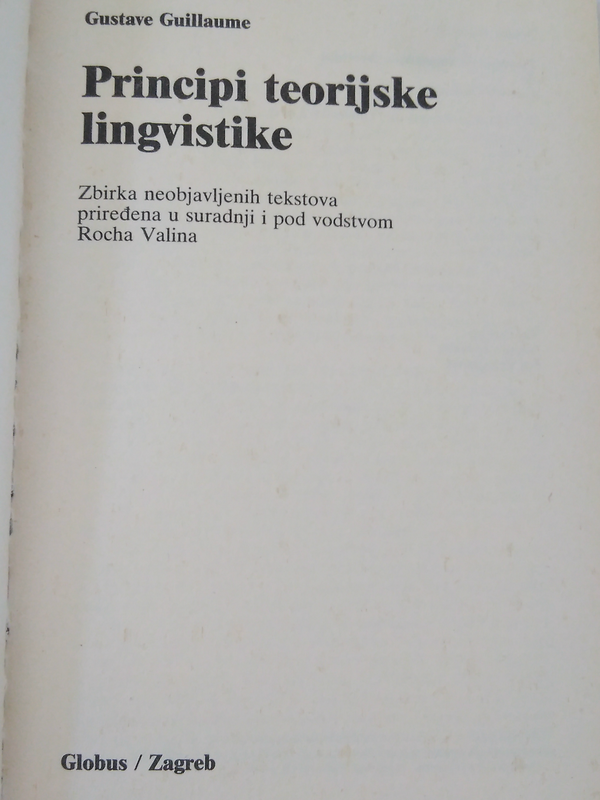 Gustave Guillaume
Principi teorijske
lingvistike
Zbirka neobjavljenih tekstova
priređena u suradnji i pod vodstvom
Rocha Valina
Globus / Zagreb